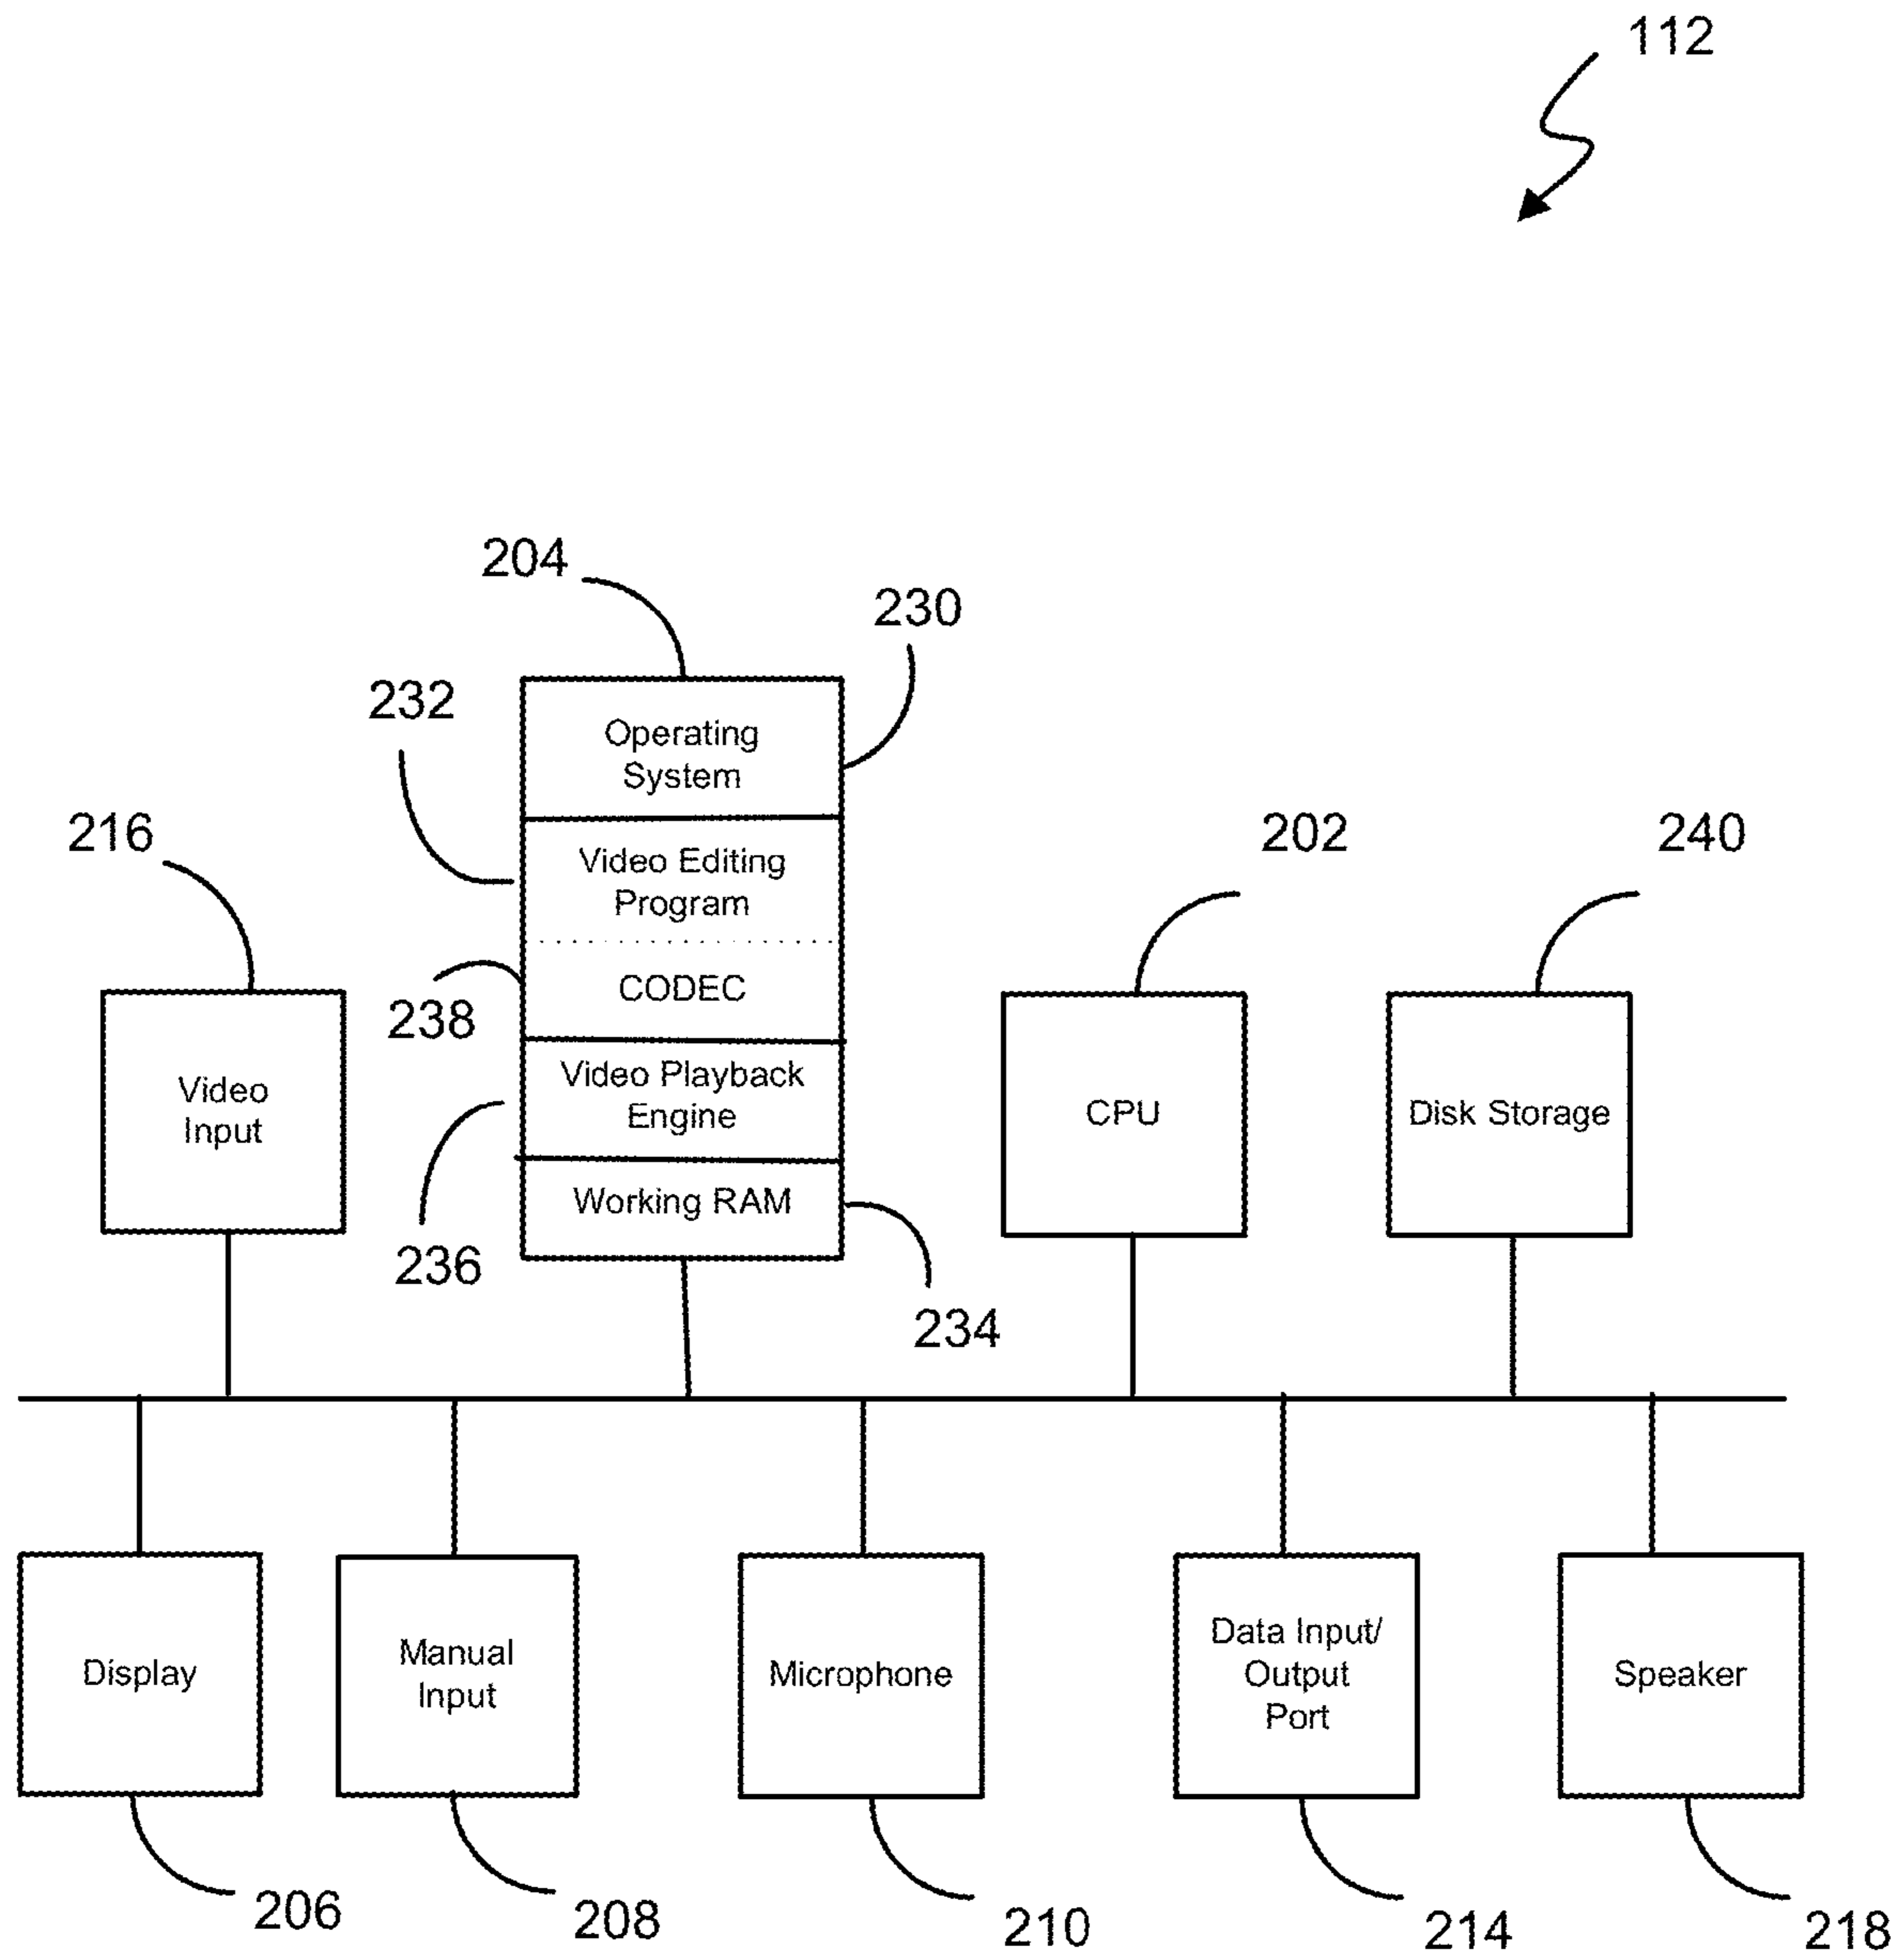 112
204
230
232
Operating
System
216
Video Editing
Program
202
240
238
CODEC
Video
Input
Video Playback
Engine
CPU
Disk Storage
236
Working RAM
234
Display
Manual
Input
Microphone
Data Input/
Output
Port
Speaker
206
208
210
214
218